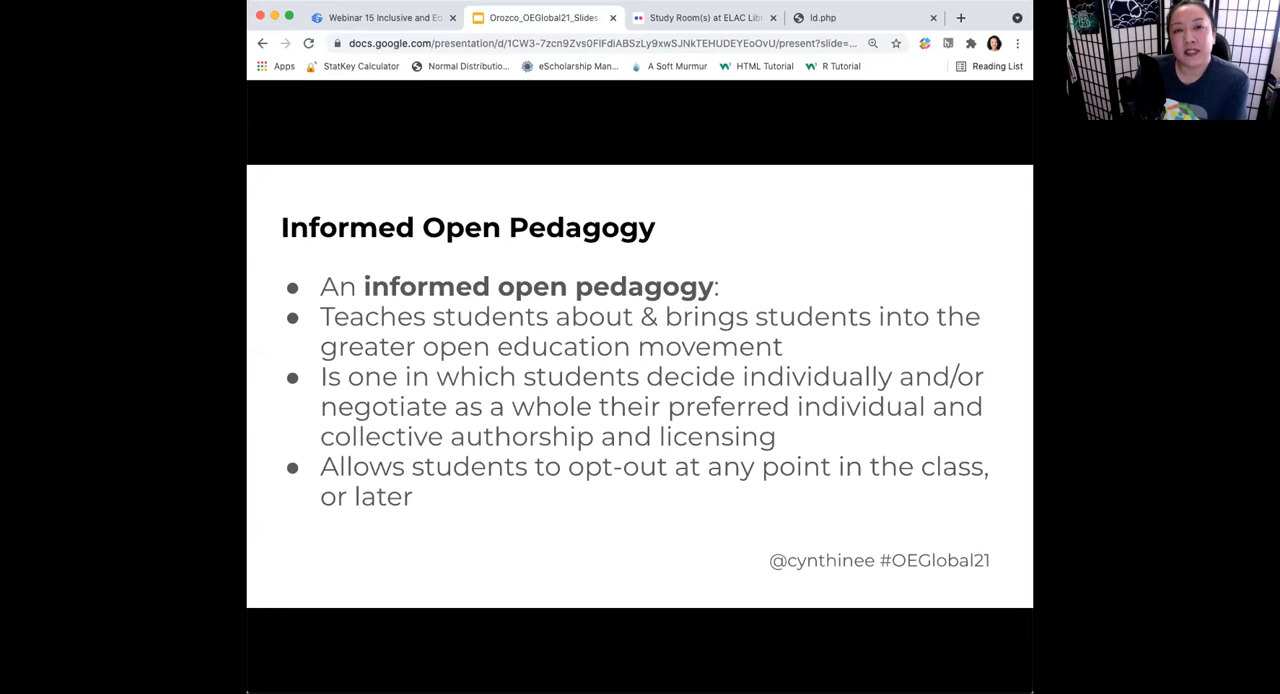 Webinar 15 Inclusive and Eq
Orozco_OEGlobal21_Slides
Study Room(s) at ELAC Libr
ld.php
docs.google.com/presentation/d/1CW3-7zcn9Zvs0FlFdiABSzLy9xwSJNkTEHUDEYEoOvU/present?slide=...
Apps StatKey Calculator Normal Distributio... eScholarship Man... A Soft Murmur HTML Tutorial R Tutorial Reading List
Informed Open Pedagogy
● An informed open pedagogy:
● Teaches students about & brings students into the
greater open education movement
● Is one in which students decide individually and/or
negotiate as a whole their preferred individual and
collective authorship and licensing
● Allows students to opt-out at any point in the class,
or later
@cynthinee #OEGlobal21